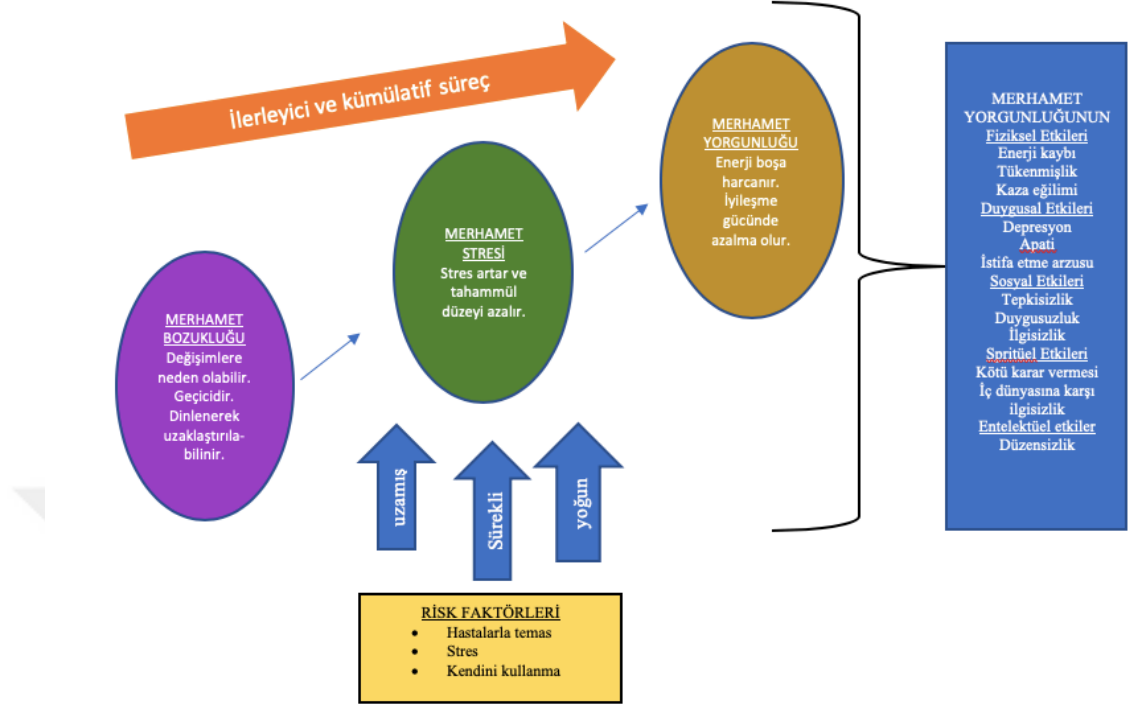 İlerleyici ve kümülatif süreç
MERHAMET
BOZUKLUĞU
Değişimlere
neden olabilir.
Geçicidir.
Dinlenerek
uzaklaştırıla-
bilinir.
MERHAMET
STRESİ
Stres artar ve
tahammül
düzeyi azalır.
MERHAMET
YORGUNLUĞU
Enerji boşa
harcanır.
İyileşme
gücünde
azalma olur.
uzamış
Sürekli
yoğun
RİSK FAKTÖRLERİ
• Hastalarla temas
• Stres
• Kendini kullanma
MERHAMET
YORGUNLUĞUNUN
Fiziksel Etkileri
Enerji kaybı
Tükenmişlik
Kaza eğilimi
Duygusal Etkileri
Depresyon
Apati
İstifa etme arzusu
Sosyal Etkileri
Tepkisizlik
Duygusuzluk
İlgisizlik
Spritüel Etkileri
Kötü karar vermesi
İç dünyasına karşı
ilgisizlik
Entelektüel etkiler
Düzensizlik